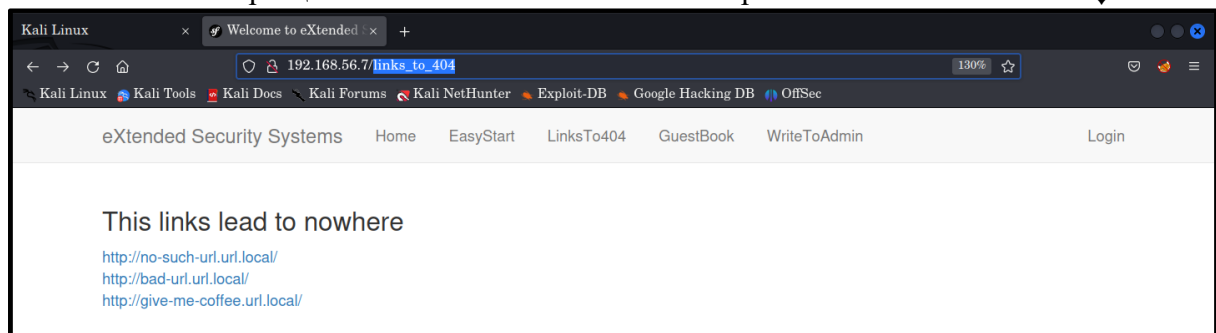 Kali Linux × Welcome to eXtended × +
192.168.56.7/links_to_404 130%
Kali Linux Kali Tools Kali Docs Kali Forums Kali NetHunter Exploit-DB Google Hacking DB OffSec
eXtended Security Systems Home EasyStart LinksTo404 GuestBook WriteToAdmin Login
This links lead to nowhere
http://no-such-url.url.local/
http://bad-url.url.local/
http://give-me-coffee.url.local/